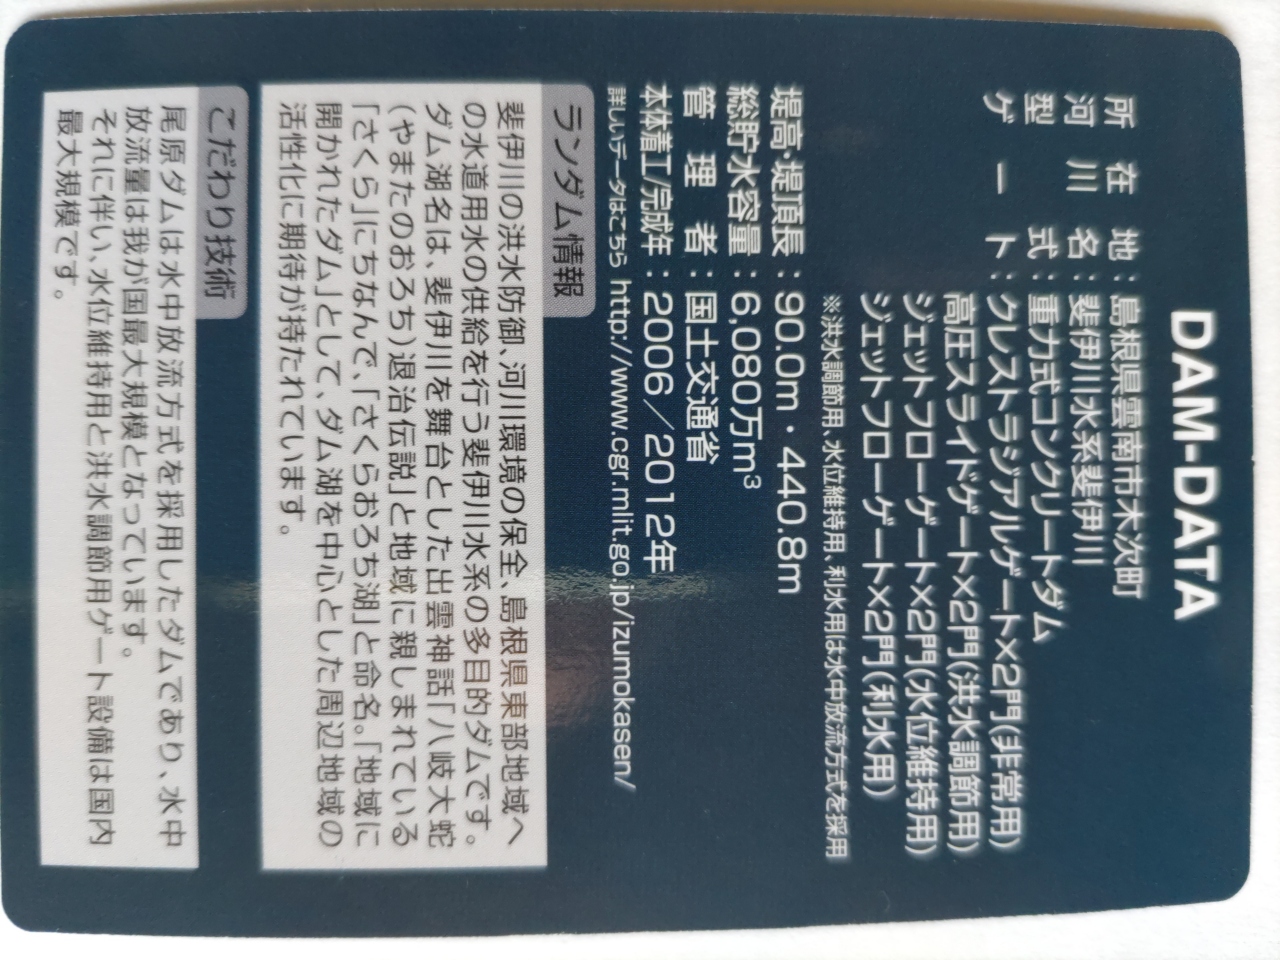 DAM-DATA
所在地：島根県雲南市木次町
河川名：斐伊川水系斐伊川
型式：重力式コンクリートダム
ゲート：クレストラジアルゲート×2門(非常用)
高圧スライドゲート×2門(洪水調節用)
ジェットフローゲート×2門(水位維持用)
ジェットフローゲート×2門(利水用)
※洪水調節用、水位維持用、利水用は水中放流方式を採用
堤高・堤頂長：90.0m・440.8m
総貯水容量：6,080万m³
管理者：国土交通省
本体着工/完成年：2006／2012年
詳しいデータはこちら http://www.cgr.mlit.go.jp/izumokasen/
ランダム情報
斐伊川の洪水防御、河川環境の保全、島根県東部地域へ
の水道用水の供給を行う斐伊川水系の多目的ダムです。
ダム湖名は、斐伊川を舞台とした出雲神話「八岐大蛇
(やまたのおろち)退治伝説」と地域に親しまれている
「さくら」にちなんで、「さくらおろち湖」と命名。「地域に
開かれたダム」として、ダム湖を中心とした周辺地域の
活性化に期待が持たれています。
こだわり技術
尾原ダムは水中放流方式を採用したダムであり、水中
放流量は我が国最大規模となっています。
それに伴い、水位維持用と洪水調節用ゲート設備は国内
最大規模です。